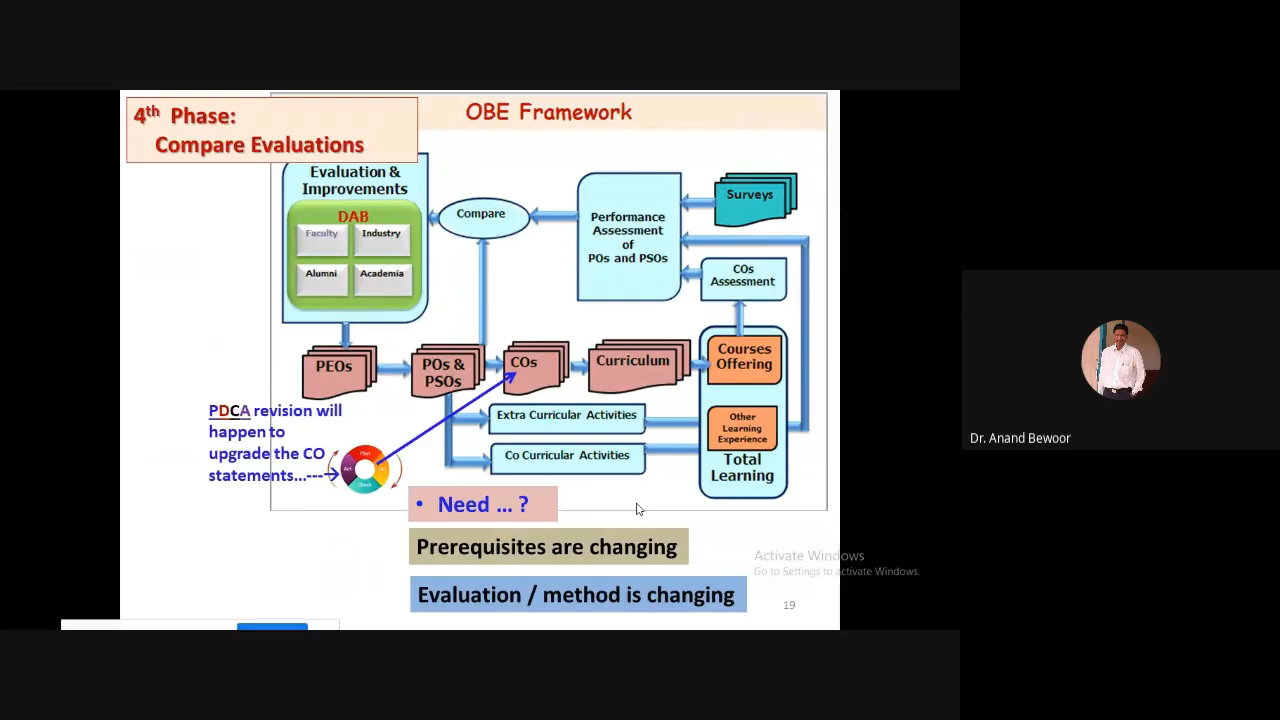 4th Phase:
Compare Evaluations
OBE Framework
Evaluation &
Improvements
DAB
Faculty
Industry
Alumni
Academia
Compare
Performance
Assessment
of
POs and PSOs
Surveys
COs
Assessment
PEOs
POs &
PSOs
COs
Curriculum
Courses
Offering
Extra Curricular Activities
Co Curricular Activities
Other
Learning
Experience
Total
Learning
PDCA revision will
happen to
upgrade the CO
statements...---
Plan
Act
Check
• Need ... ?
Prerequisites are changing
Evaluation / method is changing
Activate Windows
Go to Settings to activate Windows.
19
Dr. Anand Bewoor